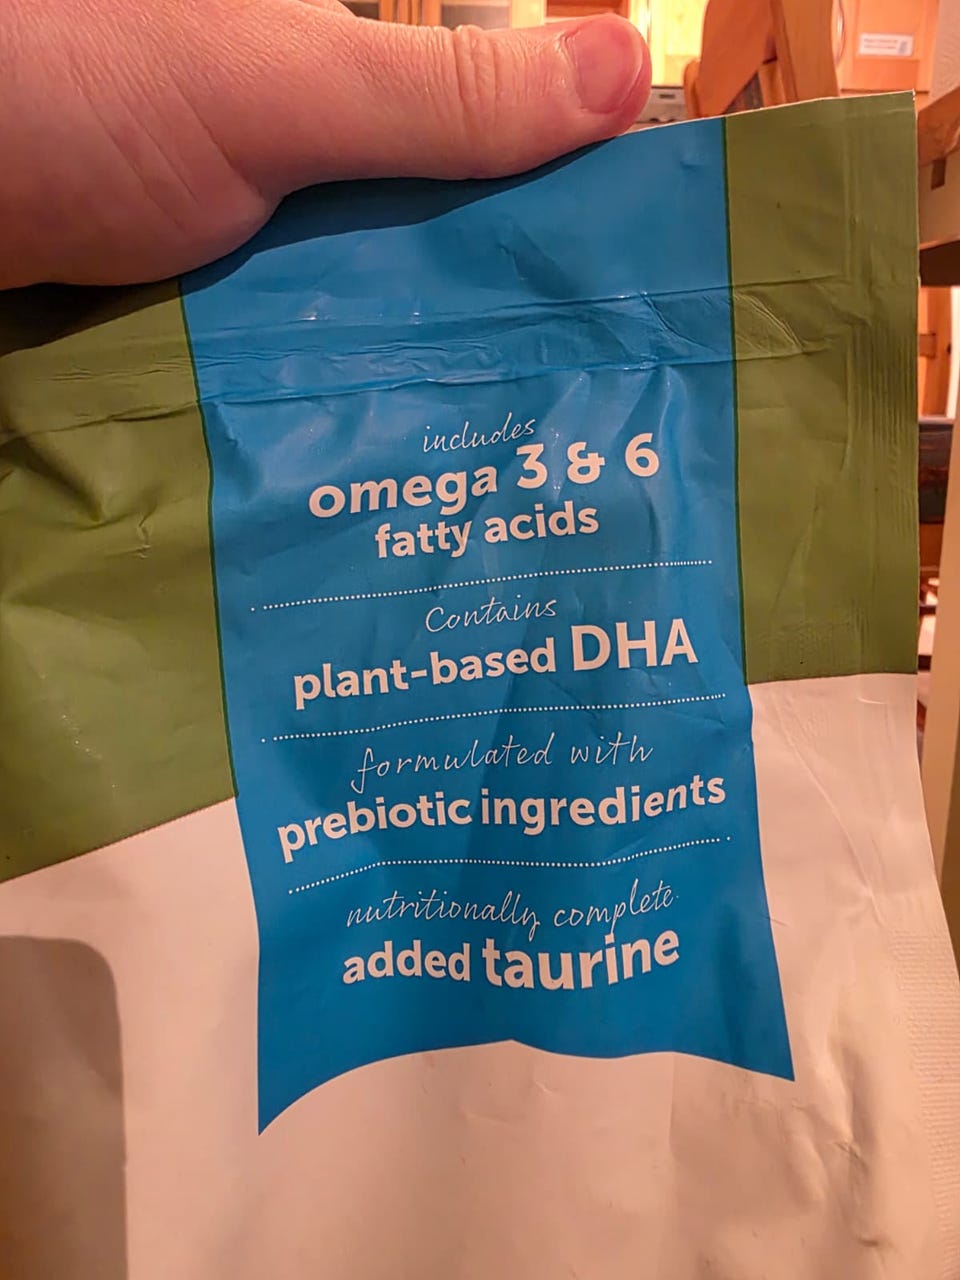 includes
omega 3 & 6
fatty acids
Contains
plant-based DHA
formulated with
prebiotic ingredients
nutritionally complete
added taurine